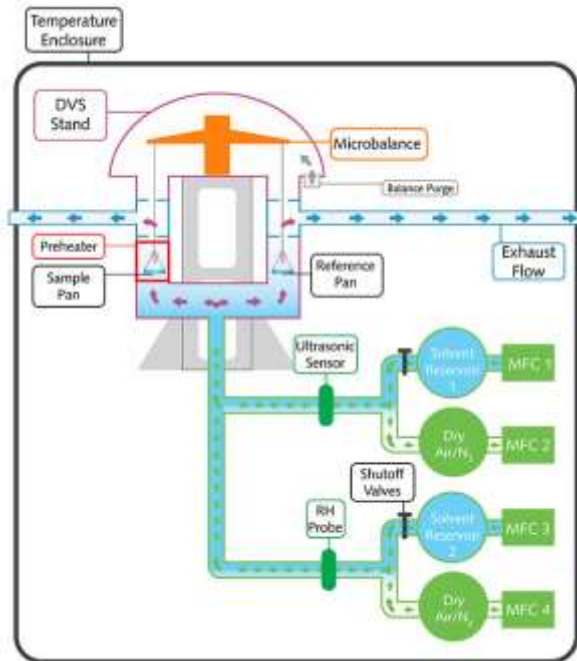 Temperature
Enclosure
DVS
Stand
Microbalance
Balance Purge
Preheater
Sample
Pan
Reference
Pan
Exhaust
Flow
Ultrasonic
Sensor
Solvent
Reservoir
1
MFC 1
Dry
Air/N₂
MFC 2
Shutoff
Valves
RH
Probe
Solvent
Reservoir
2
MFC 3
Dry
Air/N₂
MFC 4